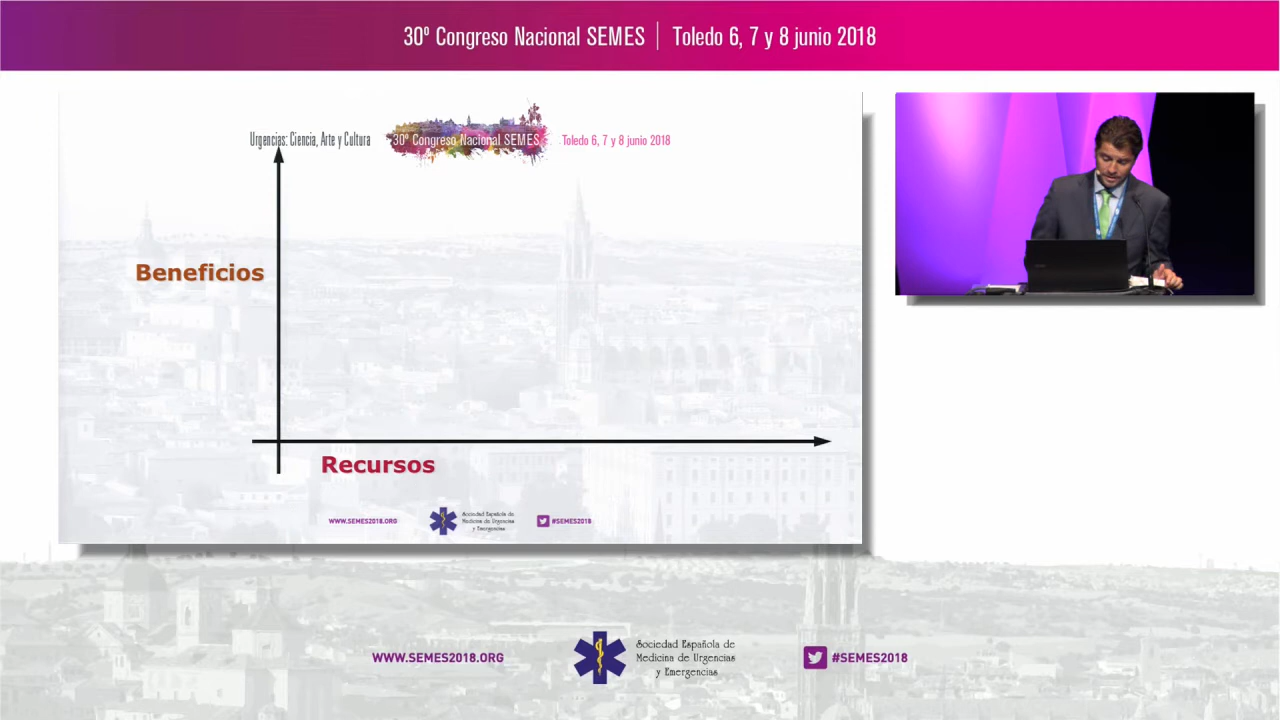 30º Congreso Nacional SEMES | Toledo 6, 7 y 8 junio 2018
Urgencias: Ciencia, Arte y Cultura
30º Congreso Nacional SEMES
Toledo 6, 7 y 8 junio 2018
Beneficios
Recursos
WWW.SEMES2018.ORG
Sociedad Española de
Medicina de Urgencias
y Emergencias
#SEMES2018
WWW.SEMES2018.ORG
Sociedad Española de
Medicina de Urgencias
y Emergencias
#SEMES2018